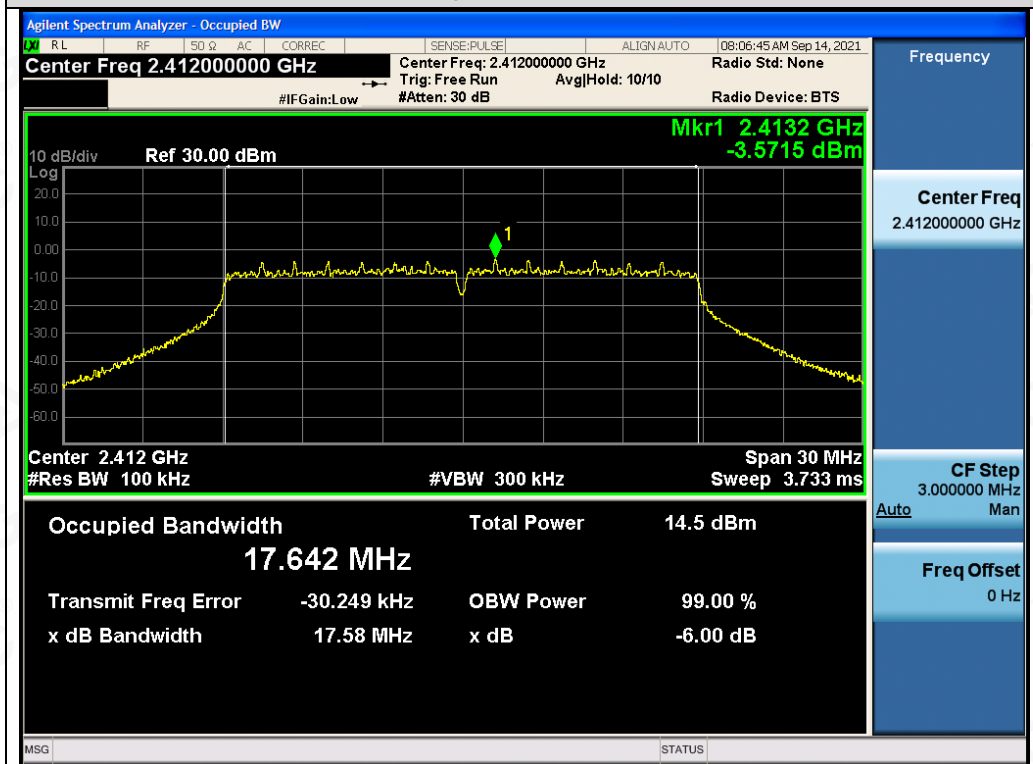 Agilent Spectrum Analyzer - Occupied BW
LXI RL RF 50 Ω AC CORREC SENSE:PULSE ALIGN AUTO 08:06:45 AM Sep 14, 2021
Center Freq 2.412000000 GHz Center Freq: 2.412000000 GHz Radio Std: None
Trig: Free Run Avg|Hold: 10/10
#IFGain:Low #Atten: 30 dB Radio Device: BTS
Mkr1 2.4132 GHz
-3.5715 dBm
10 dB/div Ref 30.00 dBm
Log
20.0
10.0
0.00
-10.0
-20.0
-30.0
-40.0
-50.0
-60.0
1
Center 2.412 GHz Span 30 MHz
#Res BW 100 kHz #VBW 300 kHz Sweep 3.733 ms
Occupied Bandwidth Total Power 14.5 dBm
17.642 MHz
Transmit Freq Error -30.249 kHz OBW Power 99.00 %
x dB Bandwidth 17.58 MHz x dB -6.00 dB
MSG STATUS
Frequency
Center Freq
2.412000000 GHz
CF Step
3.000000 MHz
Auto Man
Freq Offset
0 Hz